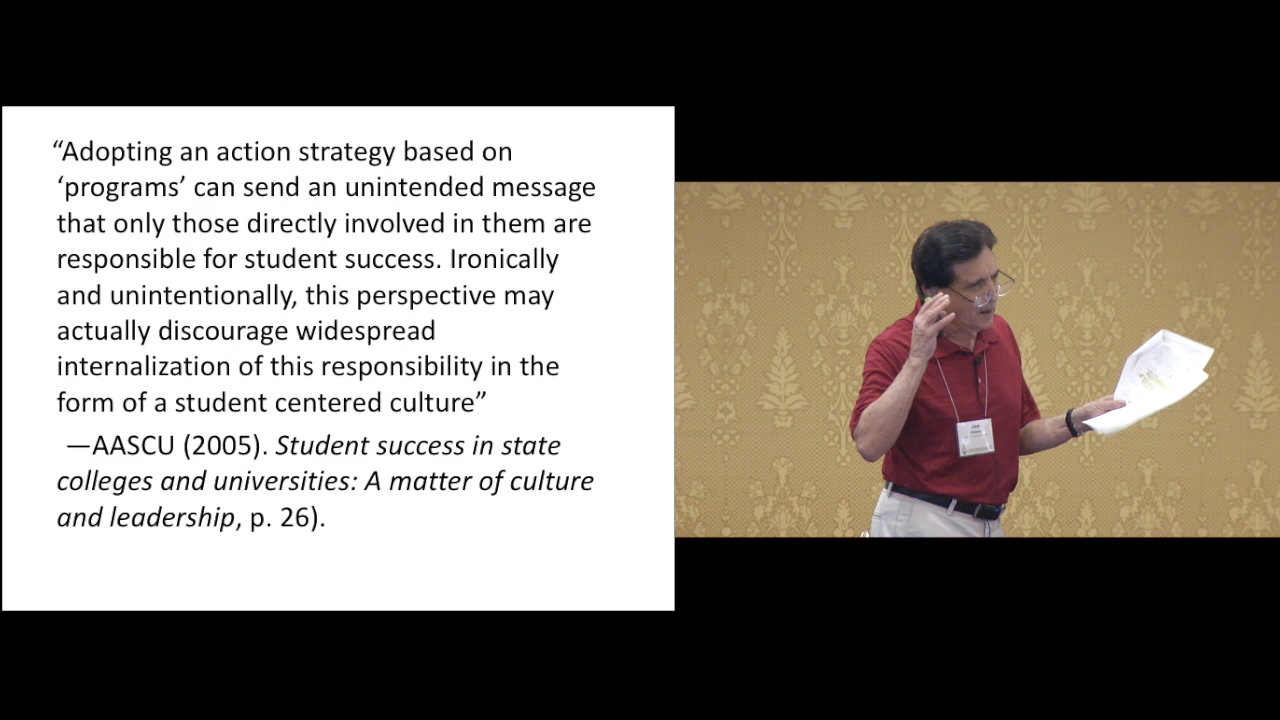 “Adopting an action strategy based on
‘programs’ can send an unintended message
that only those directly involved in them are
responsible for student success. Ironically
and unintentionally, this perspective may
actually discourage widespread
internalization of this responsibility in the
form of a student centered culture”
—AASCU (2005). Student success in state
colleges and universities: A matter of culture
and leadership, p. 26).